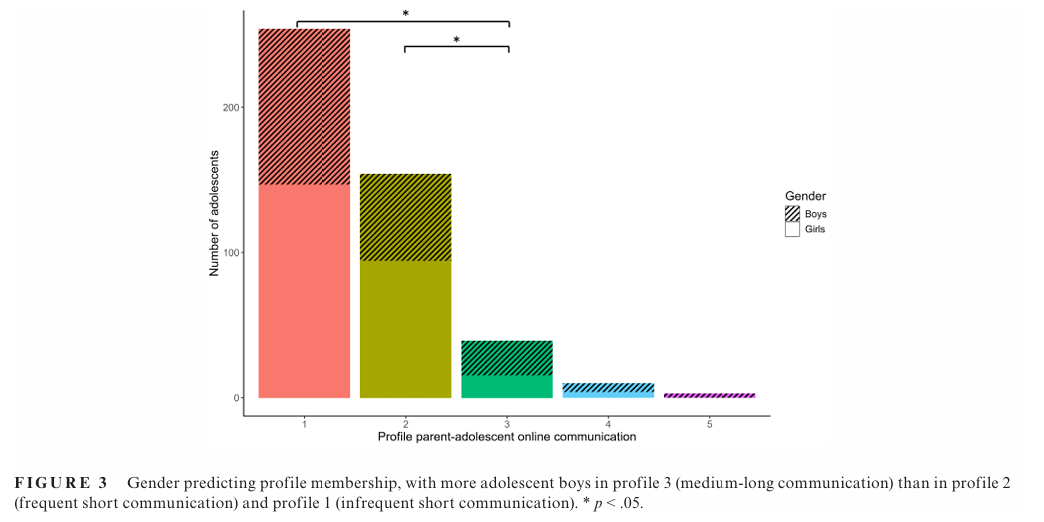 *
*
200
100
0
Number of adolescents
1 2 3 4 5
Profile parent-adolescent online communication
Gender
Boys
Girls
FIGURE 3 Gender predicting profile membership, with more adolescent boys in profile 3 (medium-long communication) than in profile 2
(frequent short communication) and profile 1 (infrequent short communication). * p < .05.